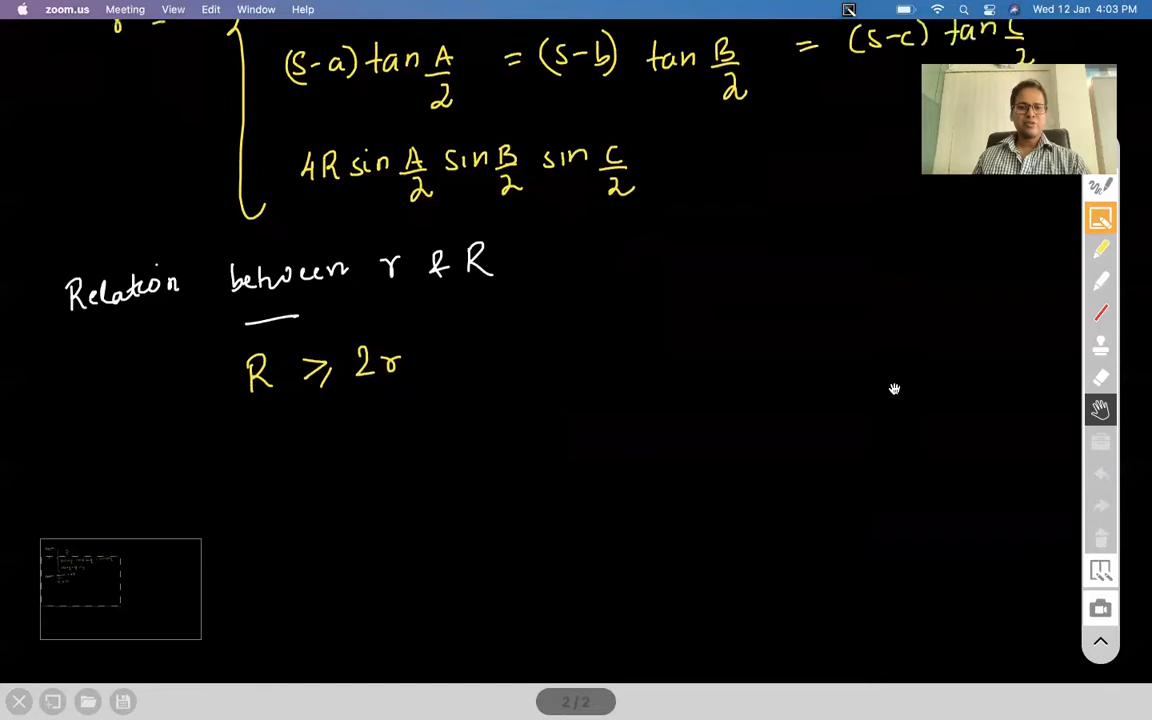 zoom.us Meeting View Edit Window Help Wed 12 Jan 4:03 PM
(s-a) tan A/2 = (s-b) tan B/2 = (s-c) tan C/2
4R sin A/2 sin B/2 sin C/2
Relation between r & R
R ⩾ 2r
2/2